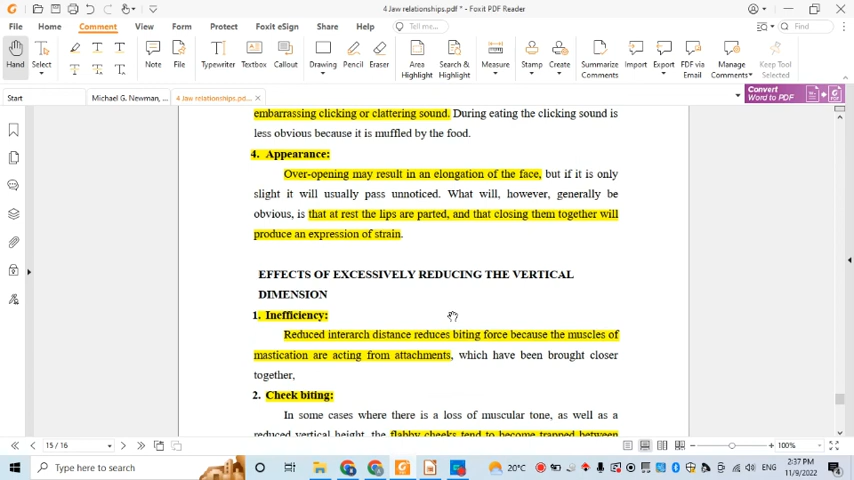 4 Jaw relationships.pdf * - Foxit PDF Reader
File Home Comment View Form Protect Foxit eSign Share Help Tell me... Find
Hand Select Note File Typewriter Textbox Callout Drawing Pencil Eraser Area Highlight Search & Highlight Measure Stamp Create Summarize Comments Import Export FDF via Email Manage Comments Keep Tool Selected
Start Michael G. Newman, ... 4 Jaw relationships.pd... Convert Word to PDF
embarrassing clicking or clattering sound. During eating the clicking sound is
less obvious because it is muffled by the food.
4. Appearance:
Over-opening may result in an elongation of the face, but if it is only
slight it will usually pass unnoticed. What will, however, generally be
obvious, is that at rest the lips are parted, and that closing them together will
produce an expression of strain.
EFFECTS OF EXCESSIVELY REDUCING THE VERTICAL
DIMENSION
1. Inefficiency:
Reduced interarch distance reduces biting force because the muscles of
mastication are acting from attachments, which have been brought closer
together,
2. Cheek biting:
In some cases where there is a loss of muscular tone, as well as a
reduced vertical height, the flabby cheeks tend to become trapped between
15 / 16 100%
Type here to search 20°C ENG 2:37 PM
11/9/2022 4